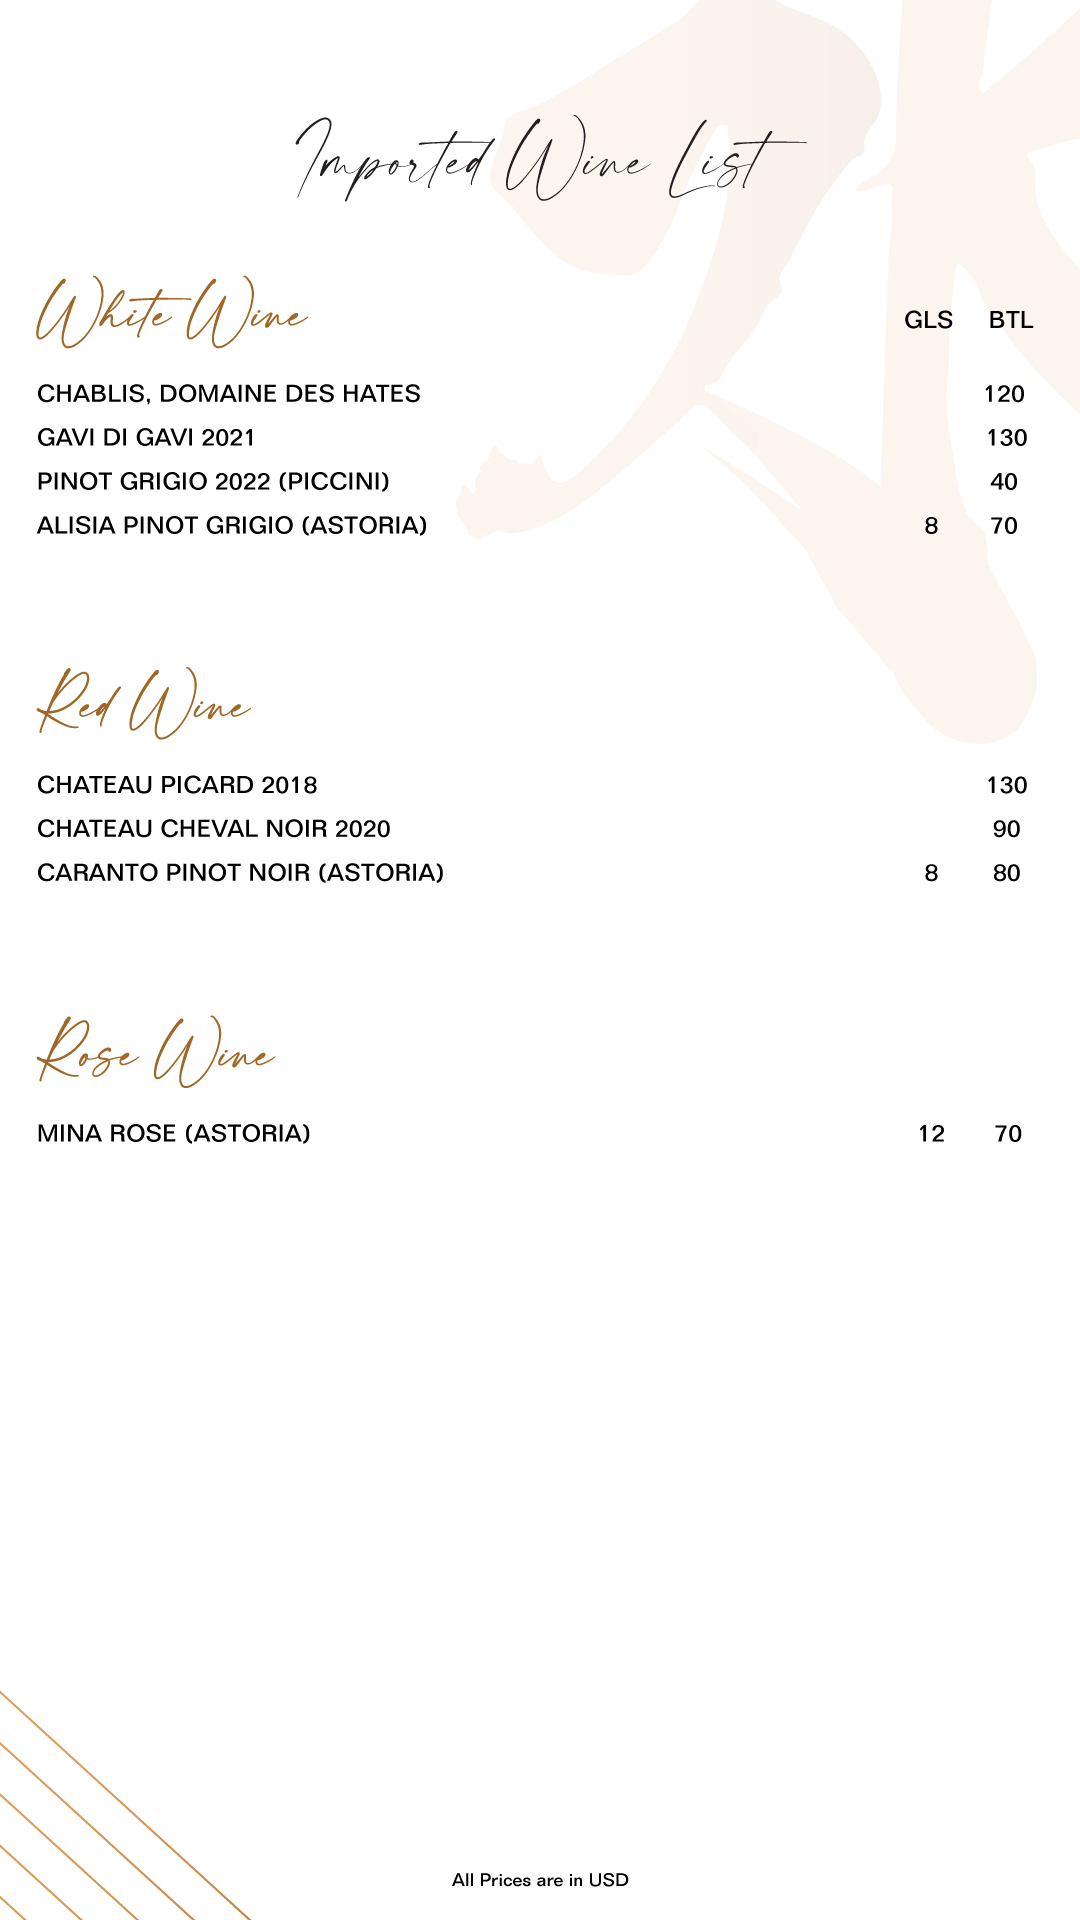 Imported Wine List
White Wine GLS BTL
CHABLIS, DOMAINE DES HATES 120
GAVI DI GAVI 2021 130
PINOT GRIGIO 2022 (PICCINI) 40
ALISIA PINOT GRIGIO (ASTORIA) 8 70
Red Wine
CHATEAU PICARD 2018 130
CHATEAU CHEVAL NOIR 2020 90
CARANTO PINOT NOIR (ASTORIA) 8 80
Rose Wine
MINA ROSE (ASTORIA) 12 70
All Prices are in USD